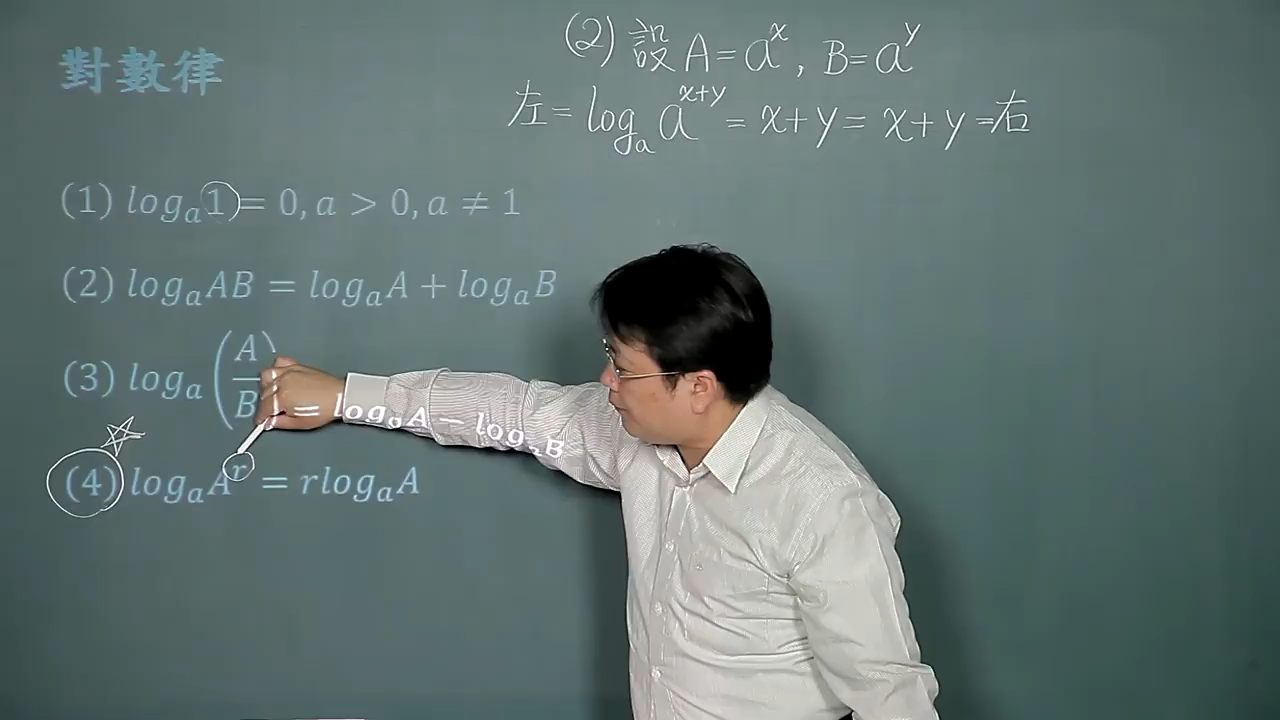 對數律
(2) 設 A = a^x , B = a^y
左 = log_a a^{x+y} = x+y = x+y = 右
(1) log_a 1 = 0, a > 0, a ≠ 1
(2) log_a AB = log_a A + log_a B
(3) log_a (A/B) = log_a A − log_a B
(4) log_a A^r = rlog_a A